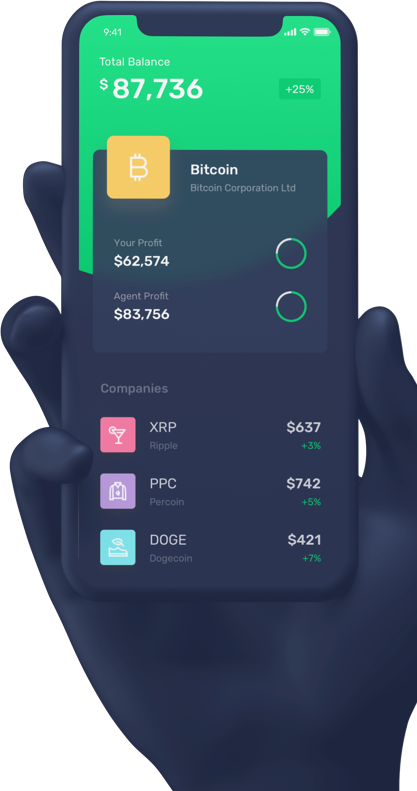 9:41
Total Balance
$ 87,736
+25%
Bitcoin
Bitcoin Corporation Ltd
Your Profit
$62,574
Agent Profit
$83,756
Companies
XRP $637
Ripple +3%
PPC $742
Percoin +5%
DOGE $421
Dogecoin +7%